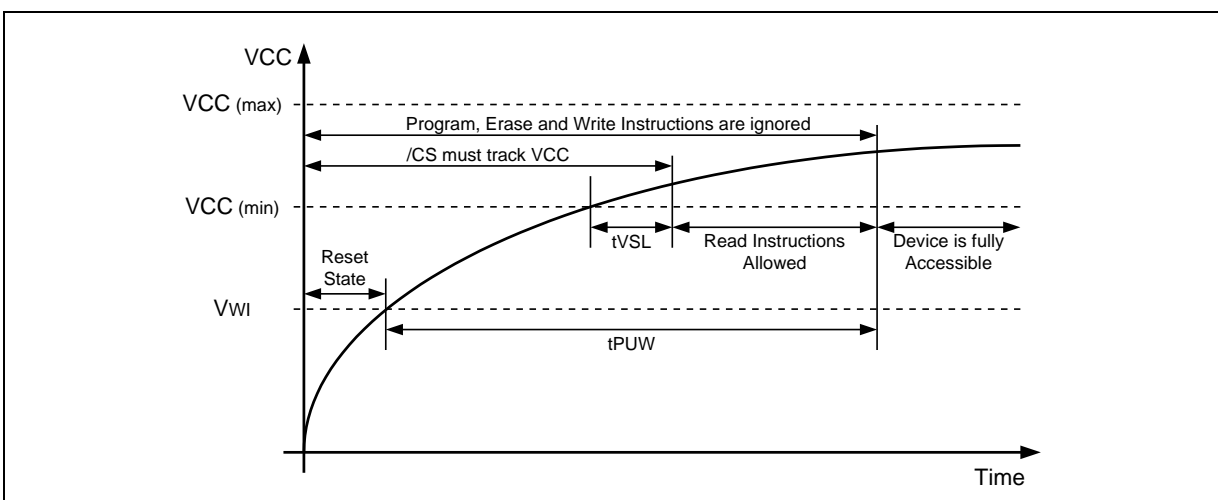 VCC
VCC (max)
Program, Erase and Write Instructions are ignored
/CS must track VCC
VCC (min)
tVSL
Read Instructions
Allowed
Device is fully
Accessible
Reset
State
VWI
tPUW
Time